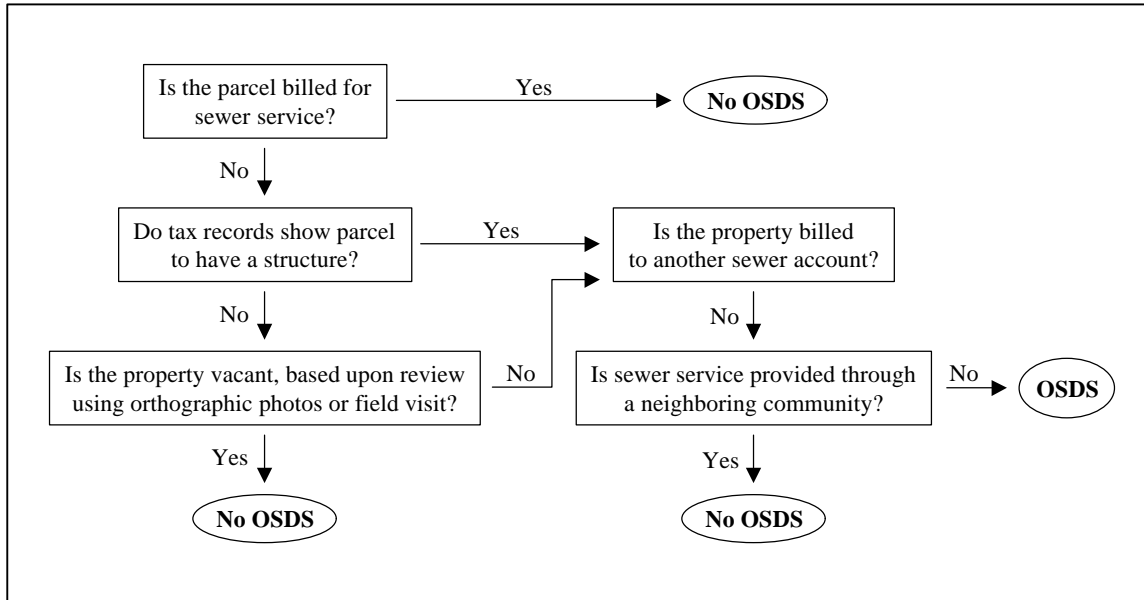 Is the parcel billed for
sewer service?
Yes
No OSDS
No
Do tax records show parcel
to have a structure?
Yes
Is the property billed
to another sewer account?
No
No
Is the property vacant, based upon review
using orthographic photos or field visit?
No
Is sewer service provided through
a neighboring community?
No
OSDS
Yes
Yes
No OSDS
No OSDS